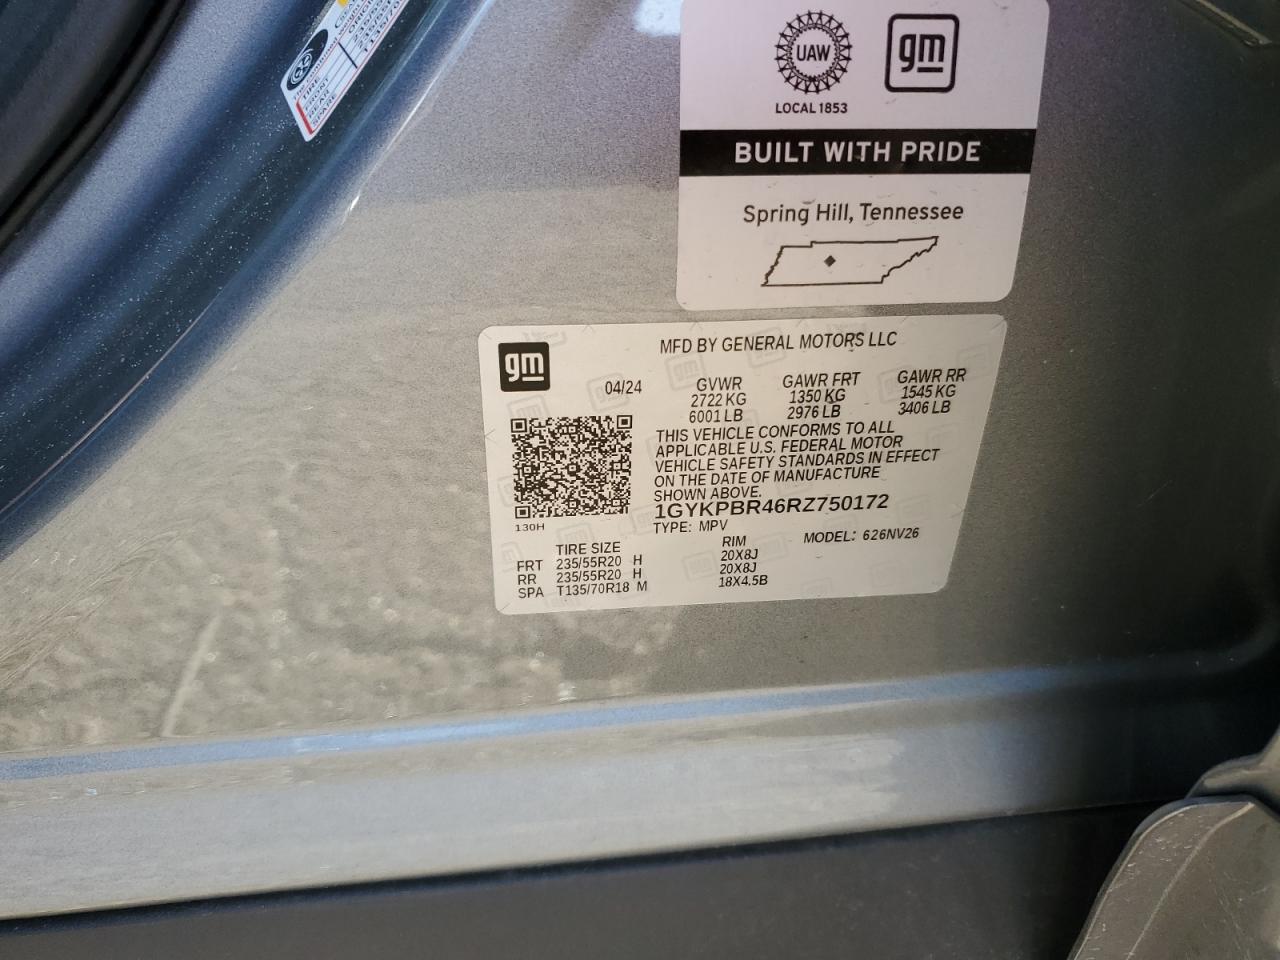 TIRE
FRONT
REAR
SPARE
UAW
gm
LOCAL 1853
BUILT WITH PRIDE
Spring Hill, Tennessee
gm
MFD BY GENERAL MOTORS LLC
04/24 GVWR GAWR FRT GAWR RR
2722 KG 1350 KG 1545 KG
6001 LB 2976 LB 3406 LB
THIS VEHICLE CONFORMS TO ALL
APPLICABLE U.S. FEDERAL MOTOR
VEHICLE SAFETY STANDARDS IN EFFECT
ON THE DATE OF MANUFACTURE
SHOWN ABOVE.
1GYKPBR46RZ750172
130H
TYPE: MPV MODEL: 626NV26
TIRE SIZE RIM
FRT 235/55R20 H 20X8J
RR 235/55R20 H 20X8J
SPA T135/70R18 M 18X4.5B